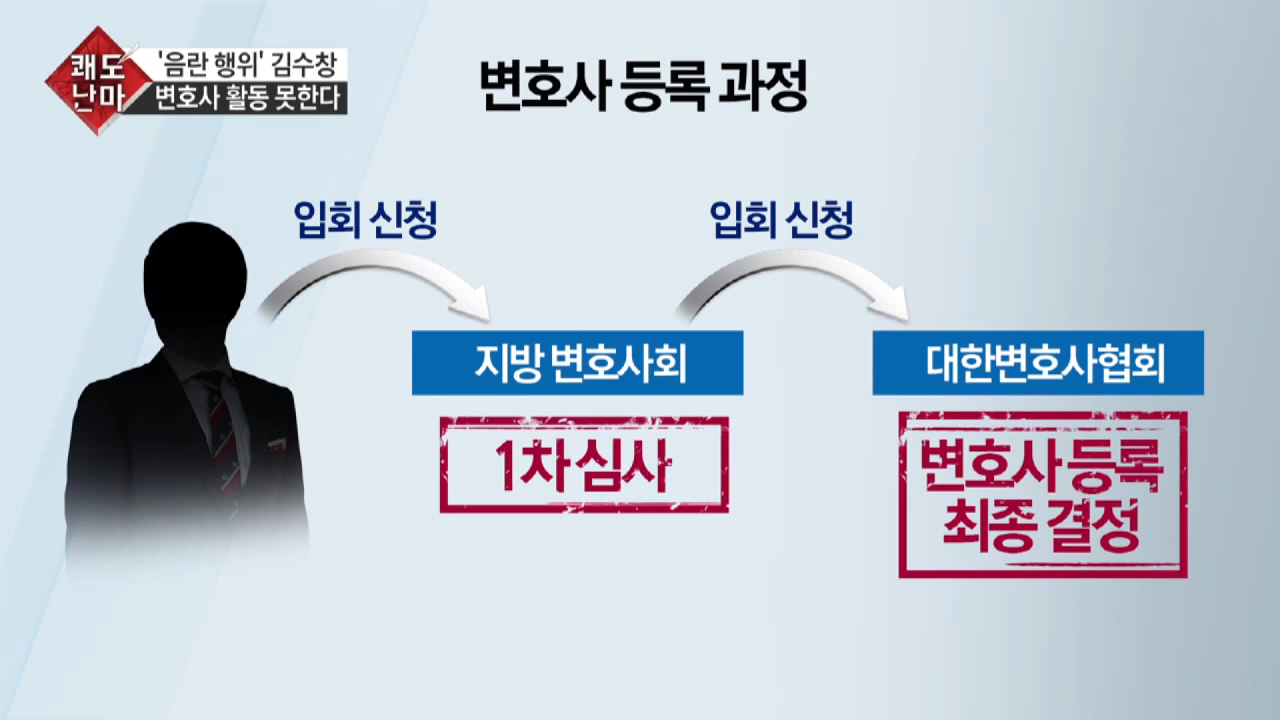 쾌도
난마
'음란 행위' 김수창
변호사 활동 못한다
변호사 등록 과정
입회 신청
입회 신청
지방 변호사회
대한변호사협회
1차 심사
변호사 등록
최종 결정